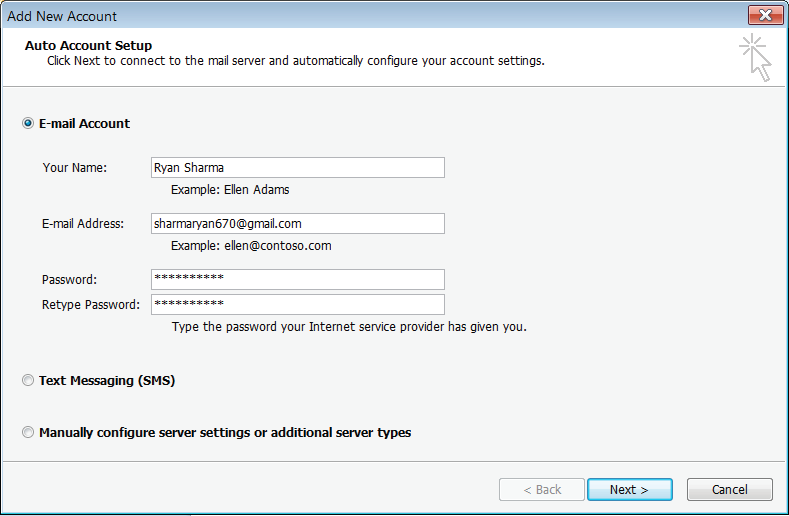 Add New Account
Auto Account Setup
Click Next to connect to the mail server and automatically configure your account settings.
E-mail Account
Your Name: Ryan Sharma
Example: Ellen Adams
E-mail Address: sharmaryan670@gmail.com
Example: ellen@contoso.com
Password: **********
Retype Password: **********
Type the password your Internet service provider has given you.
Text Messaging (SMS)
Manually configure server settings or additional server types
< Back Next > Cancel